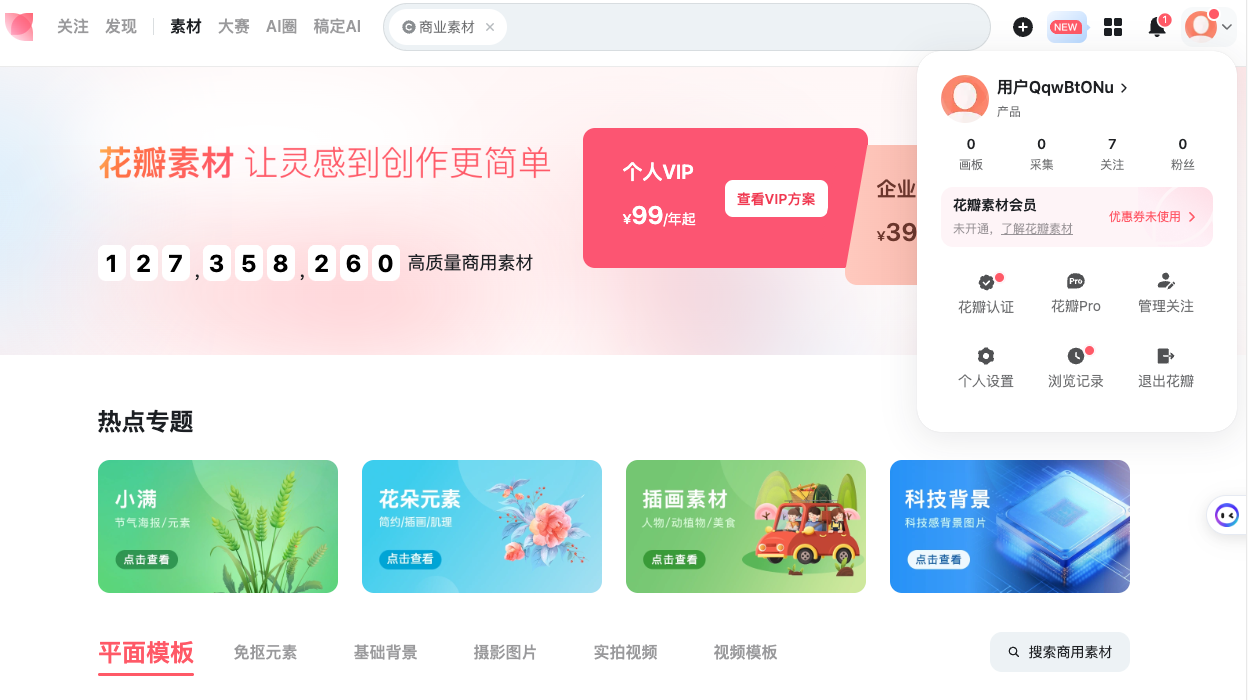 关注 发现 素材 大赛 AI圈 稿定AI
C 商业素材 ×
NEW
1
用户QqwBtONu
产品
0 0 7 0
画板 采集 关注 粉丝
花瓣素材会员
未开通，了解花瓣素材
优惠券未使用
花瓣认证 Pro 花瓣Pro 管理关注
个人设置 浏览记录 退出花瓣
花瓣素材 让灵感到创作更简单
127,358,260 高质量商用素材
个人VIP
¥99/年起
查看VIP方案
企业
¥39
热点专题
小满
节气海报/元素
点击查看
花朵元素
简约/插画/肌理
点击查看
插画素材
人物/动植物/美食
点击查看
科技背景
科技感背景图片
点击查看
平面模板 免抠元素 基础背景 摄影图片 实拍视频 视频模板
搜索商用素材